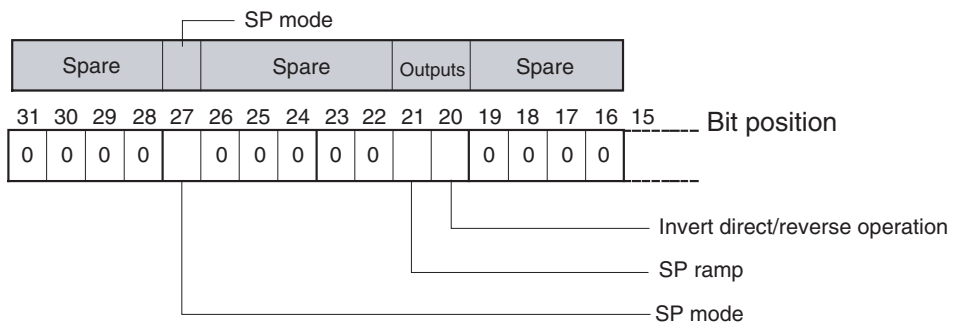 SP mode
Spare Spare Outputs Spare
31 30 29 28 27 26 25 24 23 22 21 20 19 18 17 16 15 Bit position
0 0 0 0 0 0 0 0 0 0 0 0 0
Invert direct/reverse operation
SP ramp
SP mode